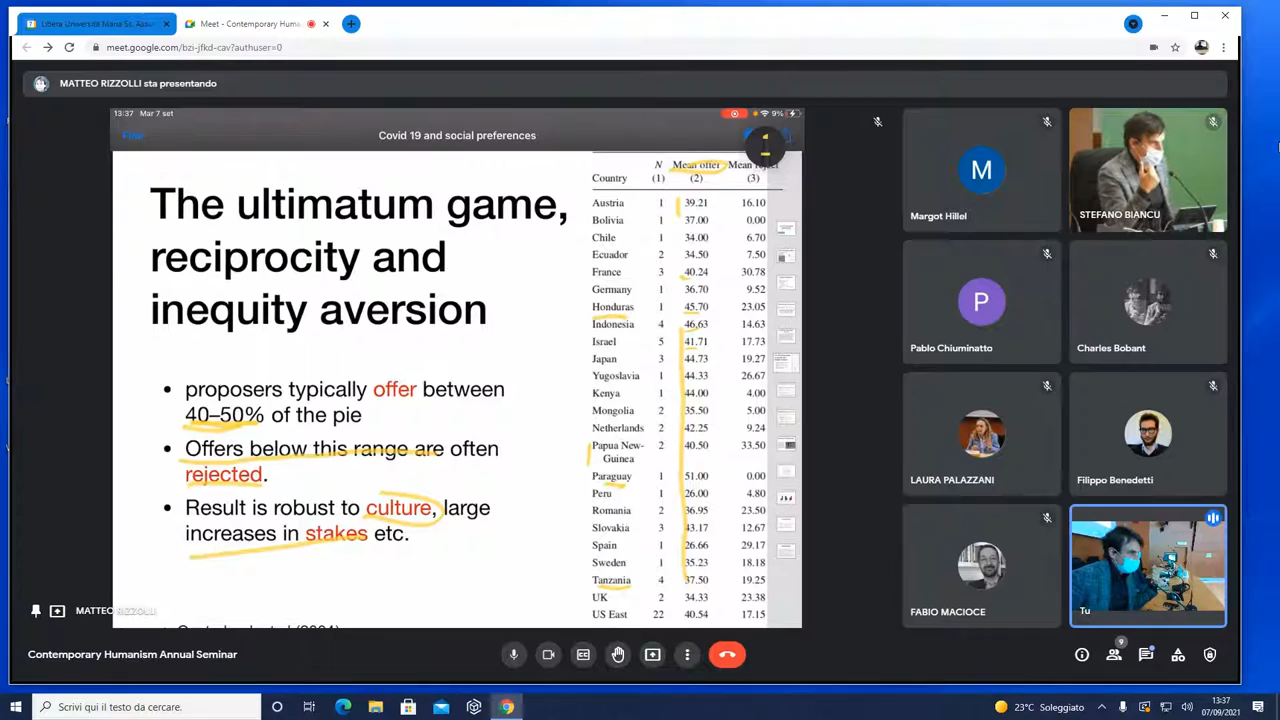 Libera Università Maria Ss. Assun
Meet - Contemporary Huma
meet.google.com/bzi-jfkd-cav?authuser=0
MATTEO RIZZOLLI sta presentando
13:37 Mar 7 set
9%
Fine
Covid 19 and social preferences
The ultimatum game,
reciprocity and
inequity aversion
• proposers typically offer between
40–50% of the pie
• Offers below this range are often
rejected.
• Result is robust to culture, large
increases in stakes etc.
N Mean offer Mean
Country (1) (2) (3)
Austria 1 39.21 16.10
Bolivia 1 37.00 0.00
Chile 1 34.00 6.70
Ecuador 2 34.50 7.50
France 3 40.24 30.78
Germany 1 36.70 9.52
Honduras 1 45.70 23.05
Indonesia 4 46.63 14.63
Israel 5 41.71 17.73
Japan 3 44.73 19.27
Yugoslavia 1 44.33 26.67
Kenya 1 44.00 4.00
Mongolia 2 35.50 5.00
Netherlands 2 42.25 9.24
Papua New- 2 40.50 33.50
Guinea
Paraguay 1 51.00 0.00
Peru 1 26.00 4.80
Romania 2 36.95 23.50
Slovakia 3 43.17 12.67
Spain 1 26.66 29.17
Sweden 1 35.23 18.18
Tanzania 4 37.50 19.25
UK 2 34.33 23.38
US East 22 40.54 17.15
MATTEO RIZZOLLI
M
Margot Hillel
STEFANO BIANCU
P
Pablo Chiuminatto
Charles Bobant
LAURA PALAZZANI
Filippo Benedetti
FABIO MACIOCE
Tu
Contemporary Humanism Annual Seminar
9
Scrivi qui il testo da cercare.
23°C Soleggiato
13:37
07/09/2021